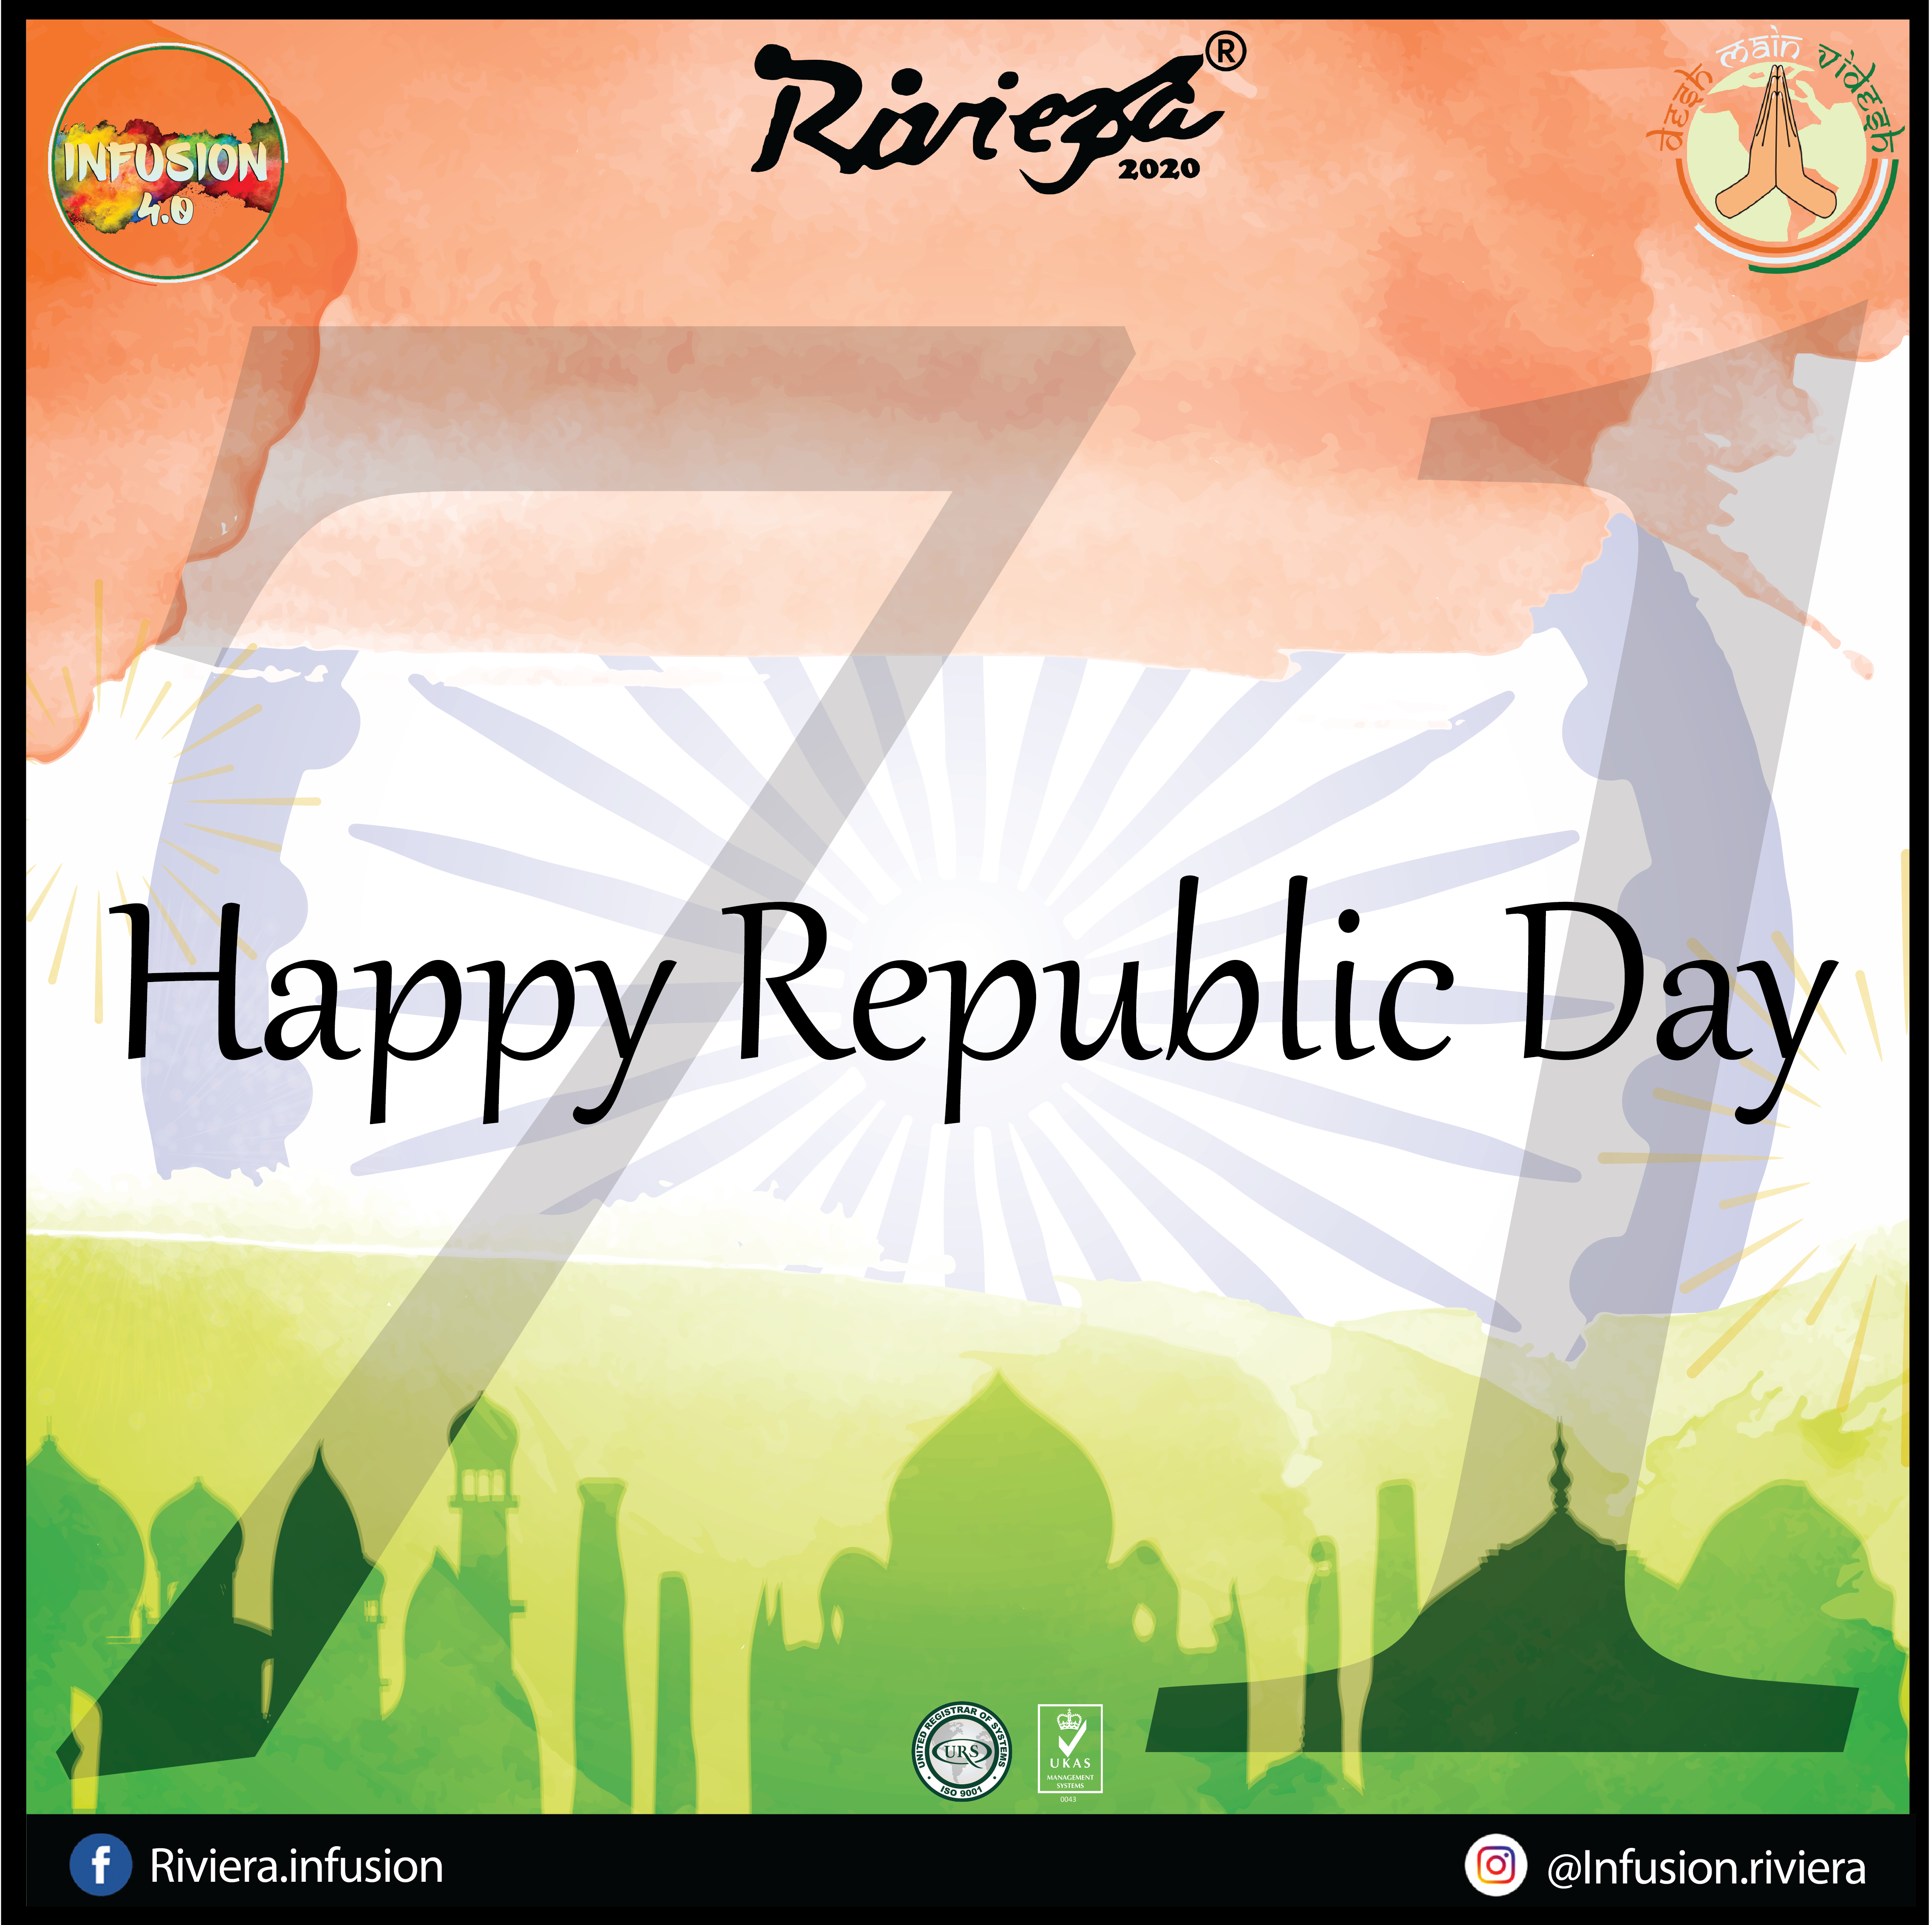 INFUSION
4.0
Riviera®
2020
desh main videsh
71
Happy Republic Day
UNITED REGISTRAR OF SYSTEMS
URS
ISO 9001
UKAS
MANAGEMENT
SYSTEMS
0043
Riviera.infusion
@Infusion.riviera